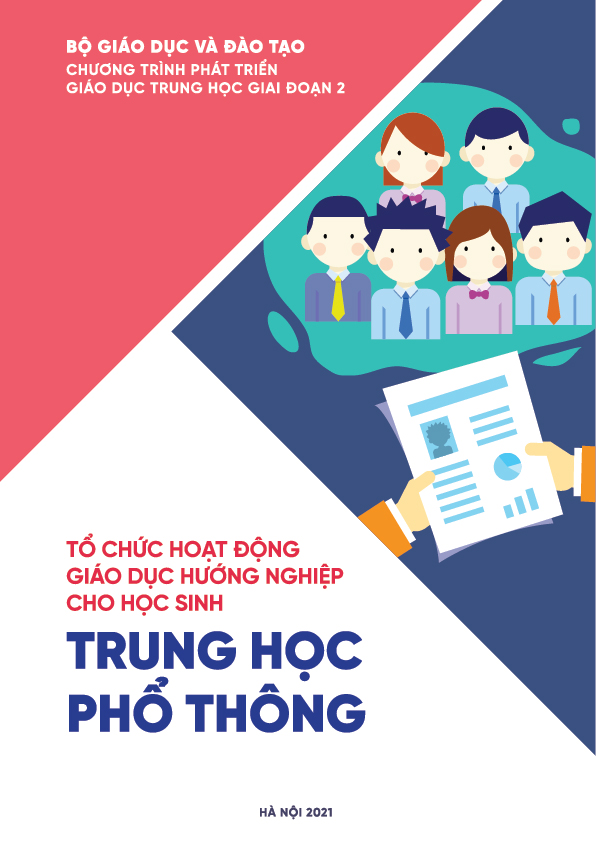 BỘ GIÁO DỤC VÀ ĐÀO TẠO
CHƯƠNG TRÌNH PHÁT TRIỂN
GIÁO DỤC TRUNG HỌC GIAI ĐOẠN 2
TỔ CHỨC HOẠT ĐỘNG
GIÁO DỤC HƯỚNG NGHIỆP
CHO HỌC SINH
TRUNG HỌC
PHỔ THÔNG
HÀ NỘI 2021